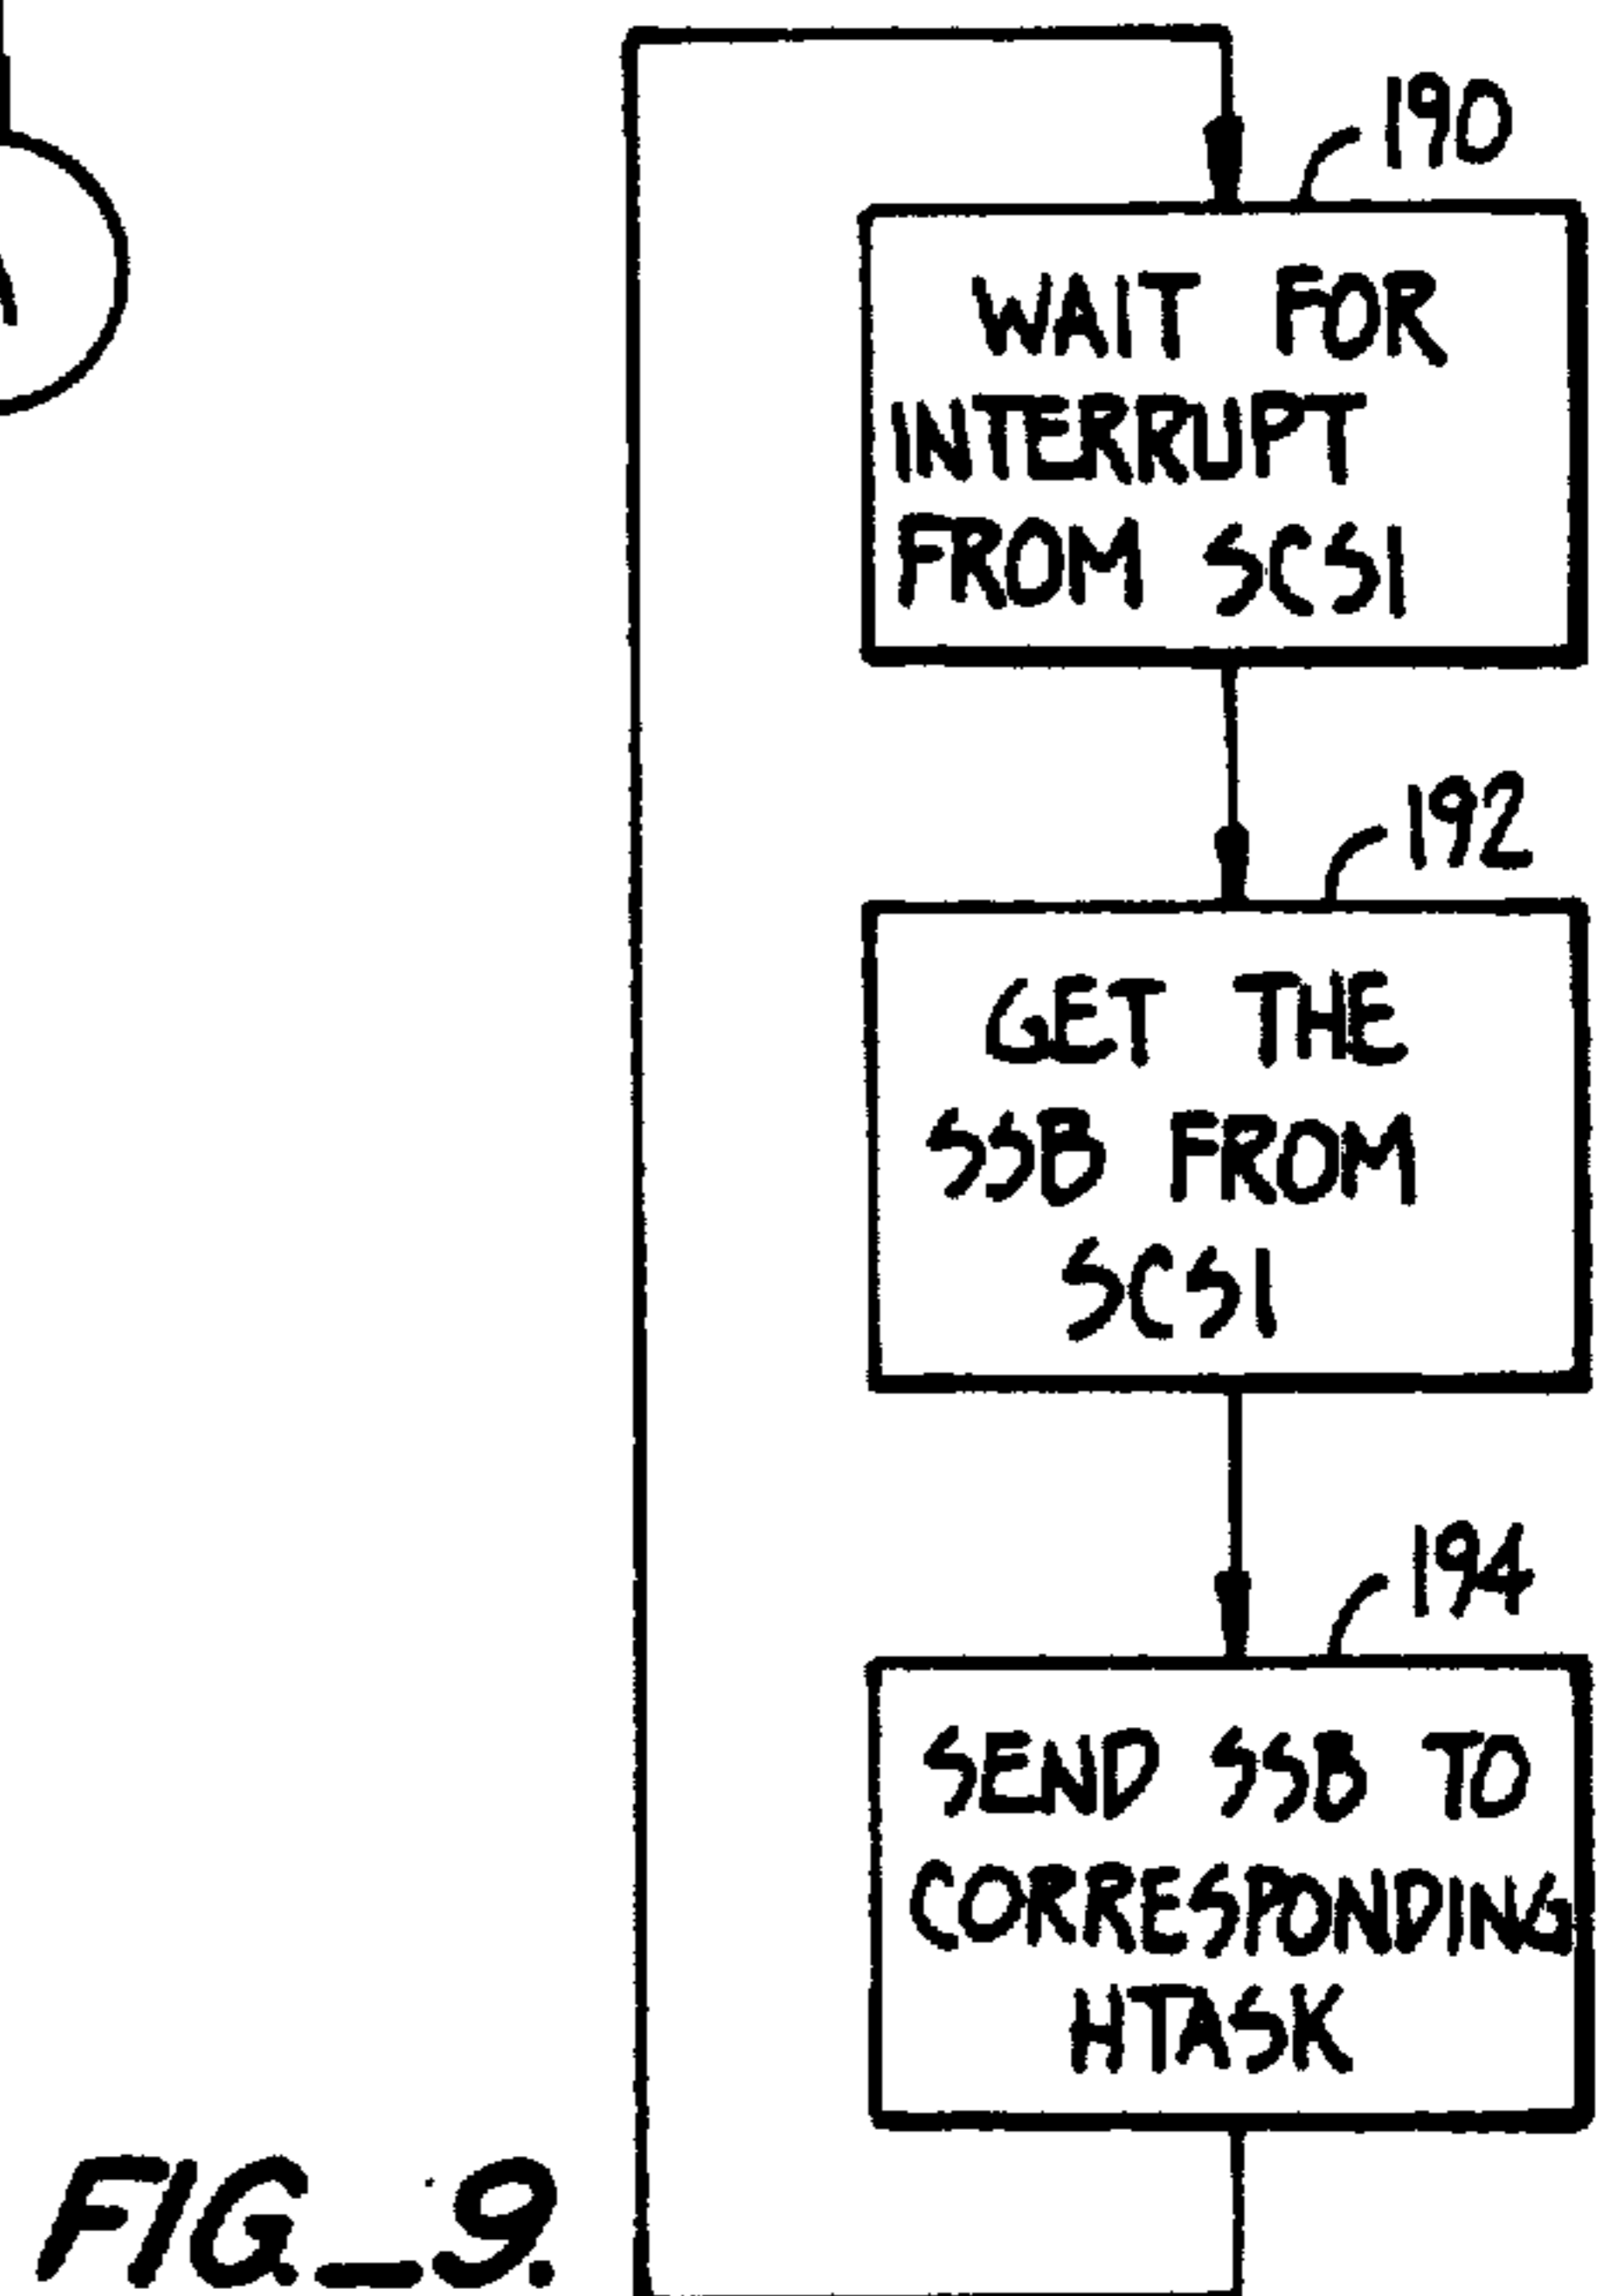 190
WAIT FOR
INTERRUPT
FROM SCSI
192
GET THE
SSB FROM
SCSI
194
SEND SSB TO
CORRESPONDING
HTASK
FIG_9.